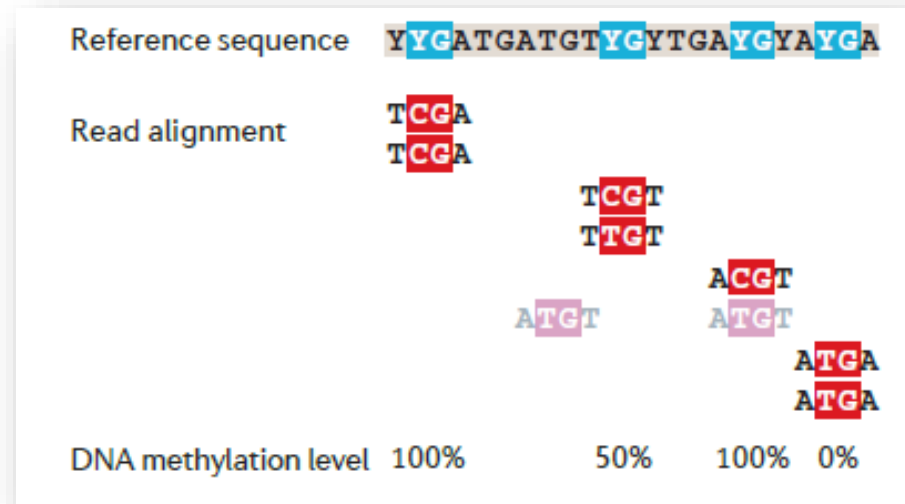 Reference sequence YYGATGATGTYGYTGAYGYAYGA
Read alignment
TCGA
TCGA
TCGT
TTGT
ACGT
ATGT ATGT
ATGA
ATGA
DNA methylation level 100% 50% 100% 0%